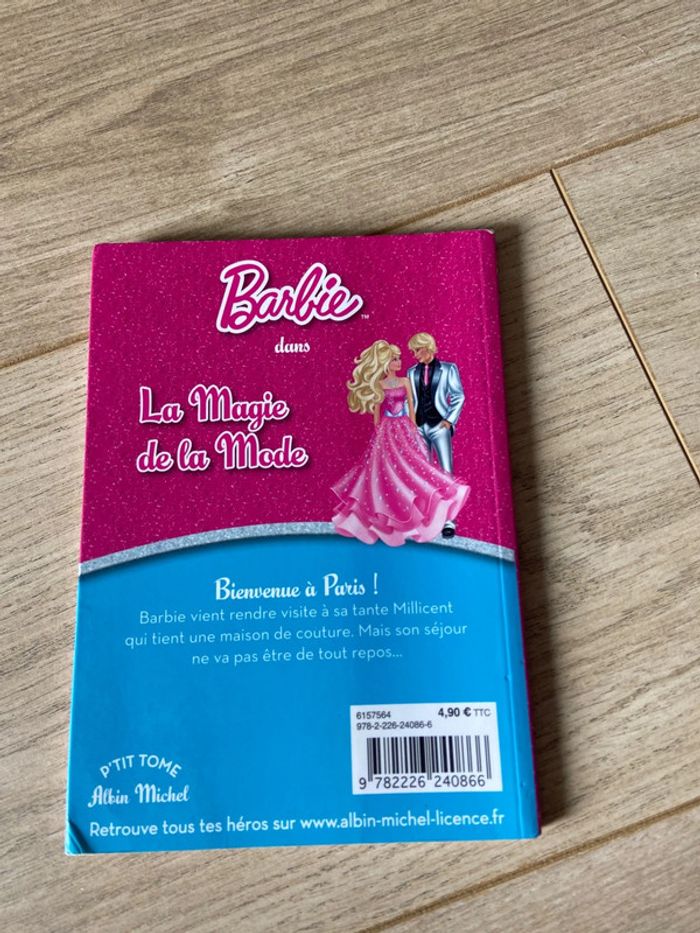 Barbie™
dans
La Magie
de la Mode
Bienvenue à Paris !
Barbie vient rendre visite à sa tante Millicent
qui tient une maison de couture. Mais son séjour
ne va pas être de tout repos...
6157564 4,90 € TTC
978-2-226-24086-6
9 782226 240866
P'TIT TOME
Albin Michel
Retrouve tous tes héros sur www.albin-michel-licence.fr